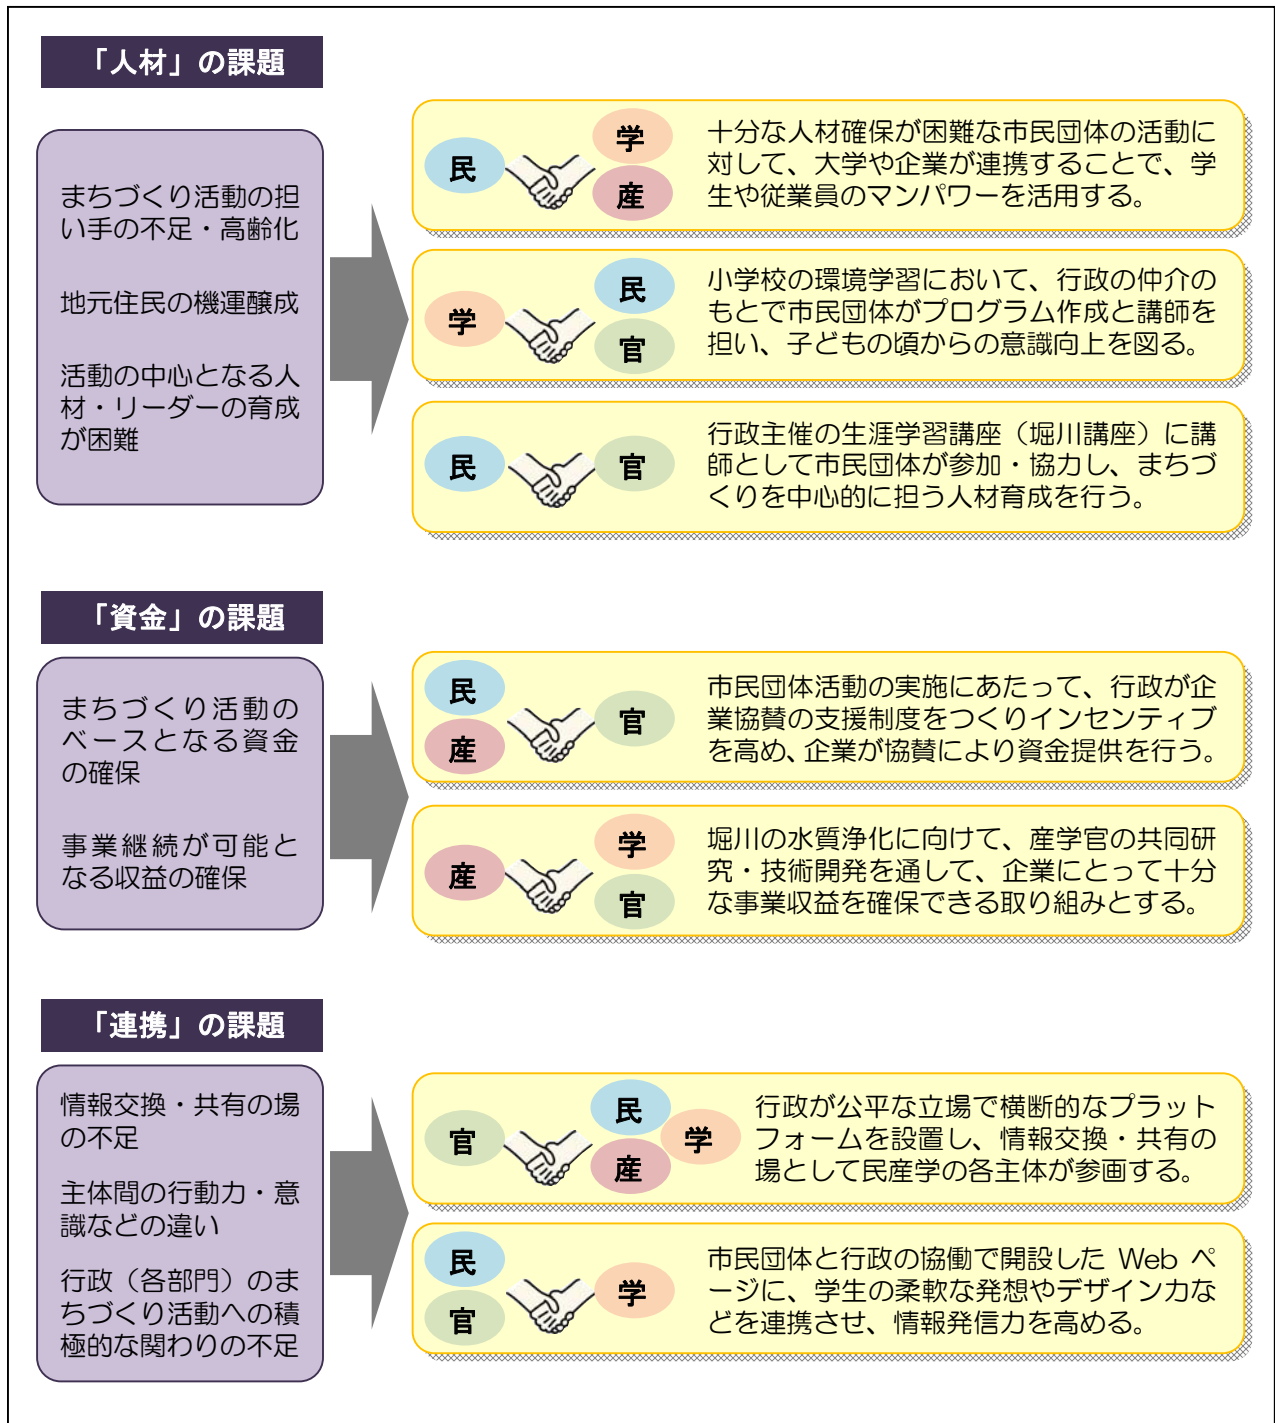 「人材」の課題
まちづくり活動の担
い手の不足・高齢化
地元住民の機運醸成
活動の中心となる人
材・リーダーの育成
が困難
民
学
産
十分な人材確保が困難な市民団体の活動に
対して、大学や企業が連携することで、学
生や従業員のマンパワーを活用する。
学
民
官
小学校の環境学習において、行政の仲介の
もとで市民団体がプログラム作成と講師を
担い、子どもの頃からの意識向上を図る。
民
官
行政主催の生涯学習講座（堀川講座）に講
師として市民団体が参加・協力し、まちづ
くりを中心的に担う人材育成を行う。
「資金」の課題
まちづくり活動の
ベースとなる資金
の確保
事業継続が可能と
なる収益の確保
民
産
官
市民団体活動の実施にあたって、行政が企
業協賛の支援制度をつくりインセンティブ
を高め、企業が協賛により資金提供を行う。
産
学
官
堀川の水質浄化に向けて、産学官の共同研
究・技術開発を通して、企業にとって十分
な事業収益を確保できる取り組みとする。
「連携」の課題
情報交換・共有の場
の不足
主体間の行動力・意
識などの違い
行政（各部門）のま
ちづくり活動への積
極的な関わりの不足
官
民
産
学
行政が公平な立場で横断的なプラット
フォームを設置し、情報交換・共有の
場として民産学の各主体が参画する。
民
官
学
市民団体と行政の協働で開設した Web ペ
ージに、学生の柔軟な発想やデザイン力な
どを連携させ、情報発信力を高める。